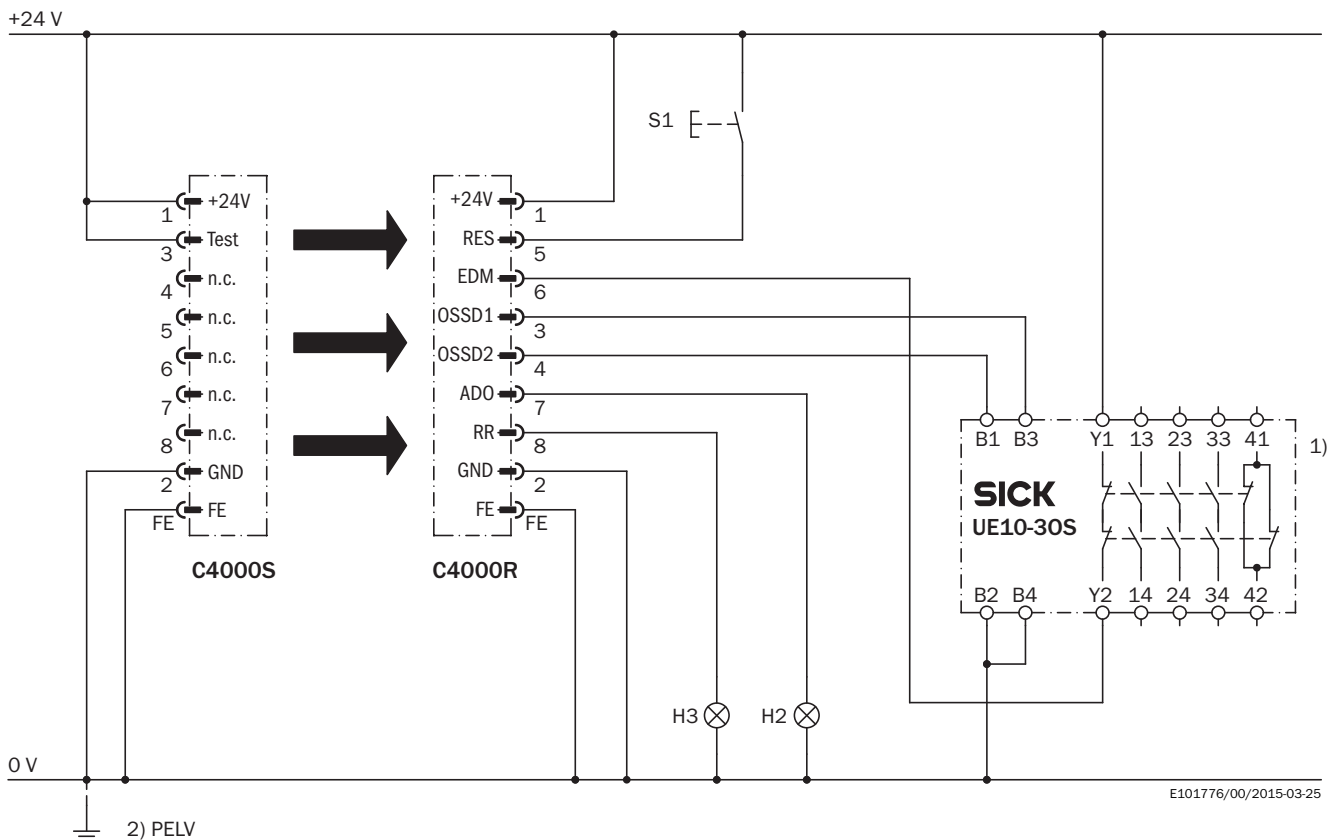 +24 V
S1
+24V
1
Test
3
n.c.
4
n.c.
5
n.c.
6
n.c.
7
n.c.
8
GND
2
FE
FE
C4000S
+24V
1
RES
5
EDM
6
OSSD1
3
OSSD2
4
ADO
7
RR
8
GND
2
FE
FE
C4000R
B1 B3 Y1 13 23 33 41
1)
SICK
UE10-30S
B2 B4 Y2 14 24 34 42
H3
H2
0 V
E101776/00/2015-03-25
2) PELV